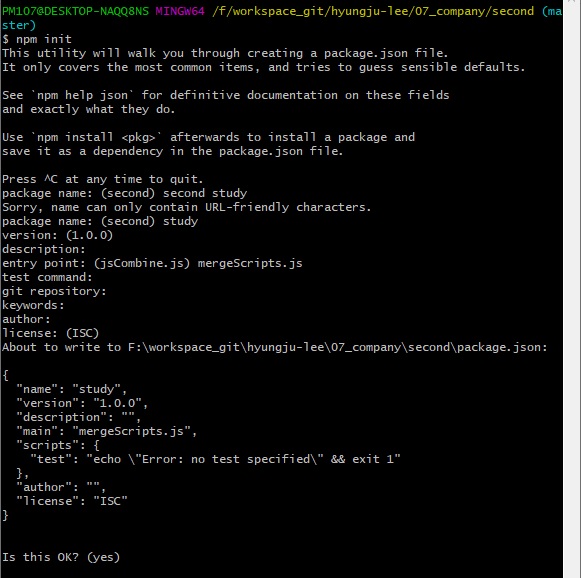 PM107@DESKTOP-NAQQ8NS MINGW64 /f/workspace_git/hyungju-lee/07_company/second (ma
ster)
$ npm init
This utility will walk you through creating a package.json file.
It only covers the most common items, and tries to guess sensible defaults.
See `npm help json` for definitive documentation on these fields
and exactly what they do.
Use `npm install <pkg>` afterwards to install a package and
save it as a dependency in the package.json file.
Press ^C at any time to quit.
package name: (second) second study
Sorry, name can only contain URL-friendly characters.
package name: (second) study
version: (1.0.0)
description:
entry point: (jsCombine.js) mergeScripts.js
test command:
git repository:
keywords:
author:
license: (ISC)
About to write to F:\workspace_git\hyungju-lee\07_company\second\package.json:
{
  "name": "study",
  "version": "1.0.0",
  "description": "",
  "main": "mergeScripts.js",
  "scripts": {
    "test": "echo \"Error: no test specified\" && exit 1"
  },
  "author": "",
  "license": "ISC"
}
Is this OK? (yes)